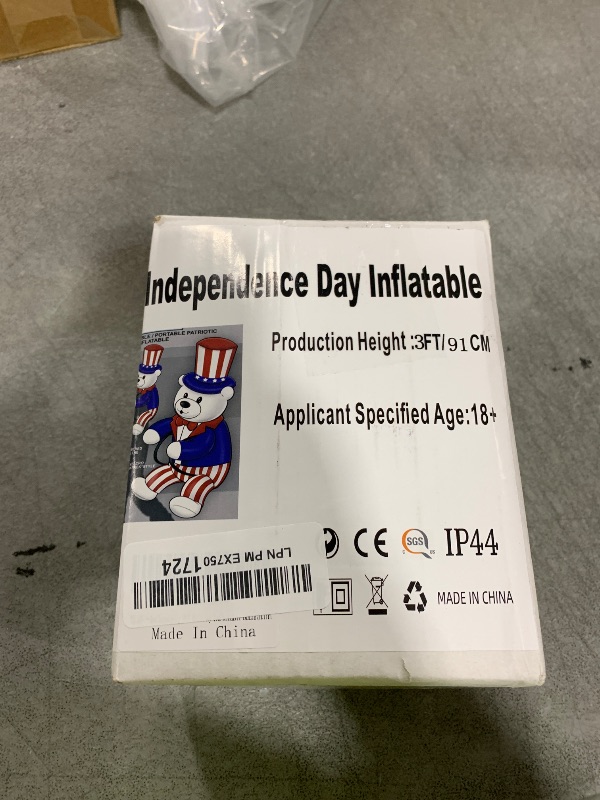 Independence Day Inflatable
PORTABLE PATRIOTIC
Production Height :3FT/91CM
Applicant Specified Age:18+
CE SGS IP44
LPN PM EX750 1724
MADE IN CHINA
Made In China